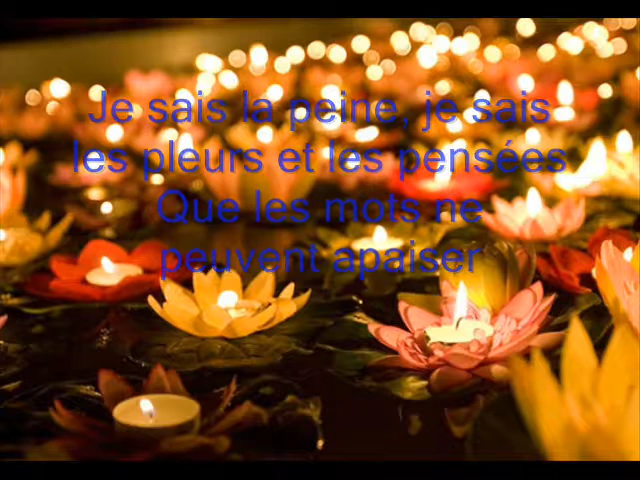 Je sais la peine, je sais
les pleurs et les pensées
Que les mots ne
peuvent apaiser